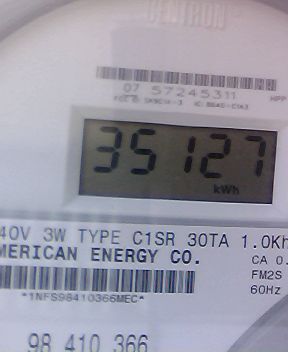 CENTRON
07 57245311
35127
kWh
40V 3W TYPE C1SR 30TA 1.0Kh
MERICAN ENERGY CO.
CA 0.
FM2S
60Hz
*1NFS98410366MEC*
98 410 366